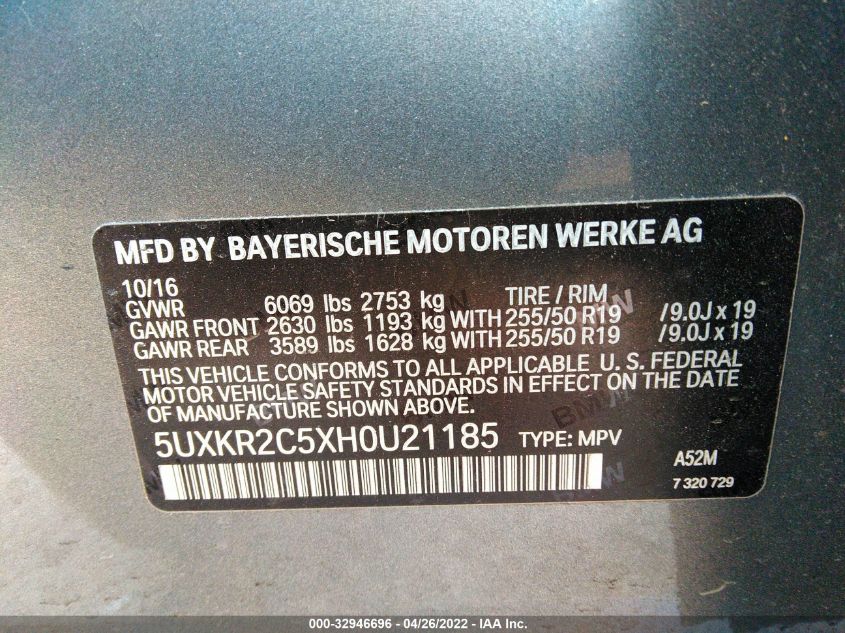 MFD BY BAYERISCHE MOTOREN WERKE AG
10/16 TIRE / RIM
GVWR 6069 lbs 2753 kg
GAWR FRONT 2630 lbs 1193 kg WITH 255/50 R19 /9.0J x 19
GAWR REAR 3589 lbs 1628 kg WITH 255/50 R19 /9.0J x 19
THIS VEHICLE CONFORMS TO ALL APPLICABLE U. S. FEDERAL
MOTOR VEHICLE SAFETY STANDARDS IN EFFECT ON THE DATE
OF MANUFACTURE SHOWN ABOVE.
5UXKR2C5XH0U21185 TYPE: MPV A52M
7 320 729
000-32946696 - 04/26/2022 - IAA Inc.